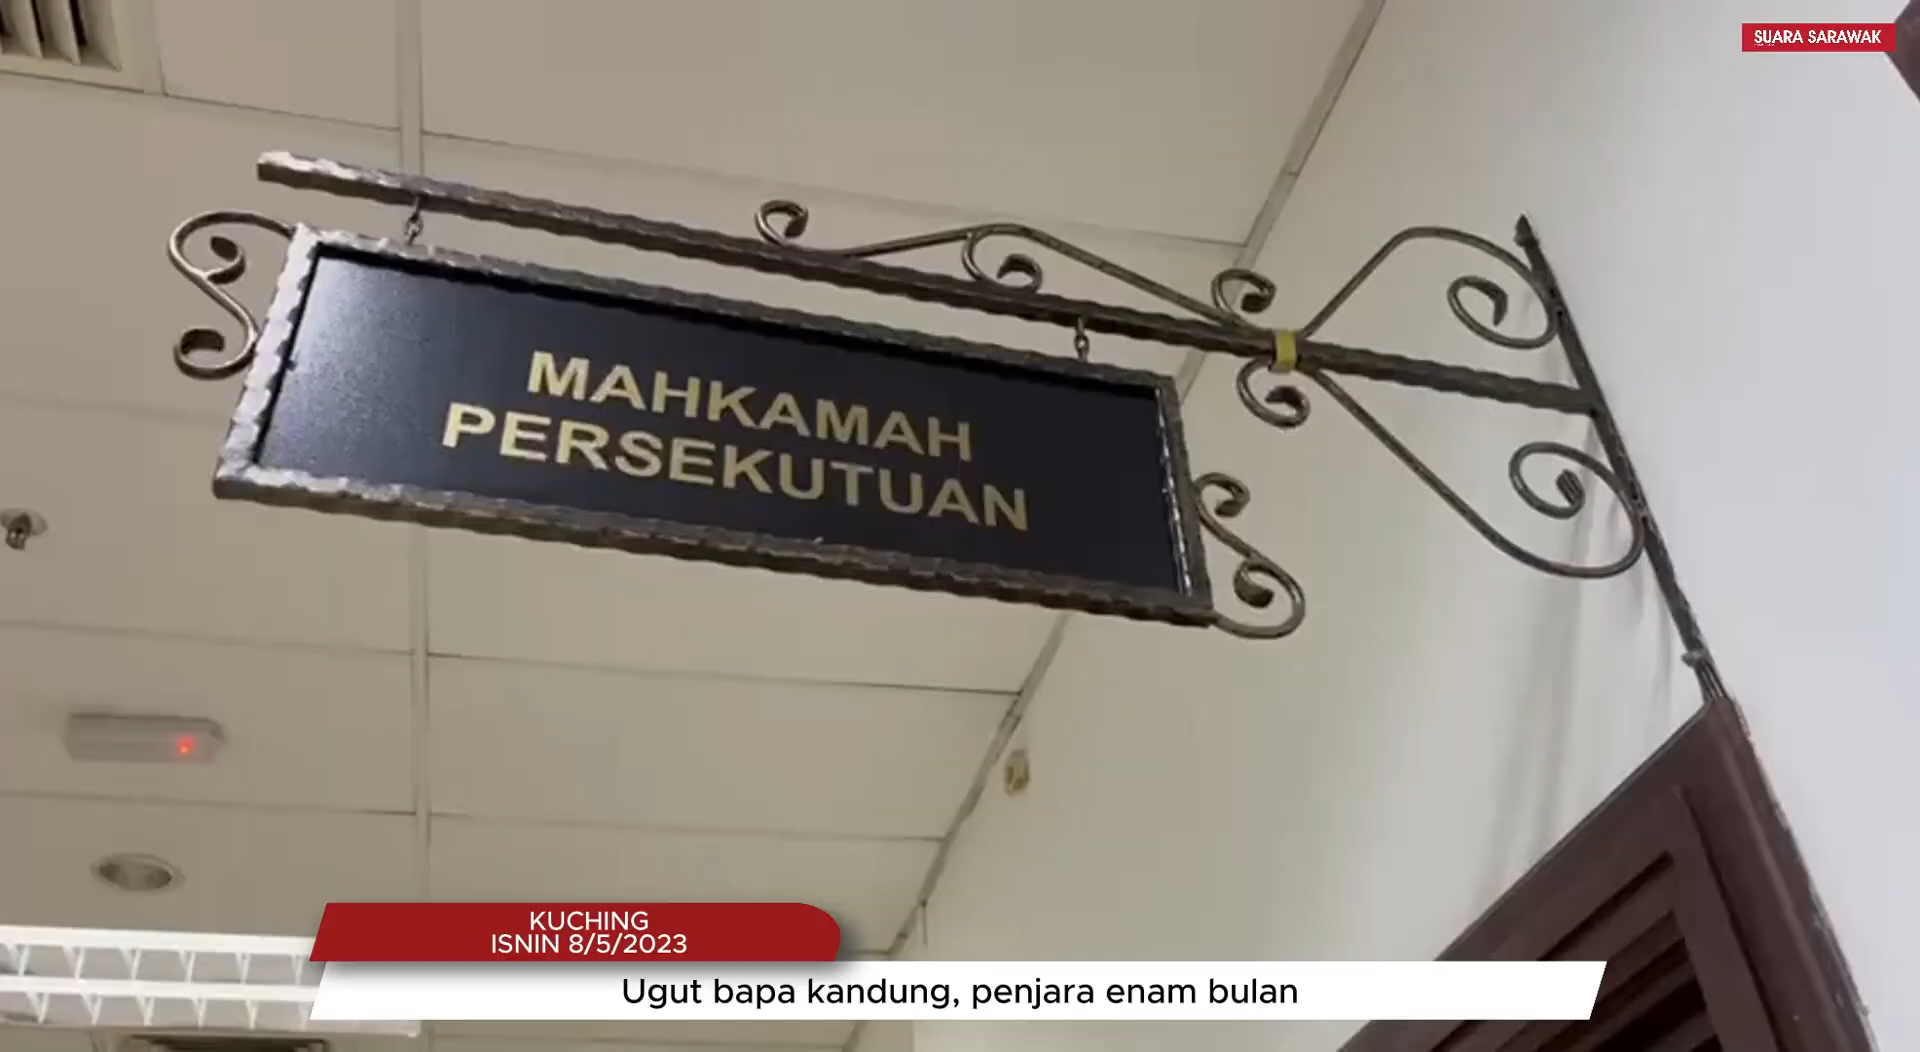 SUARA SARAWAK
MAHKAMAH
PERSEKUTUAN
KUCHING
ISNIN 8/5/2023
Ugut bapa kandung, penjara enam bulan